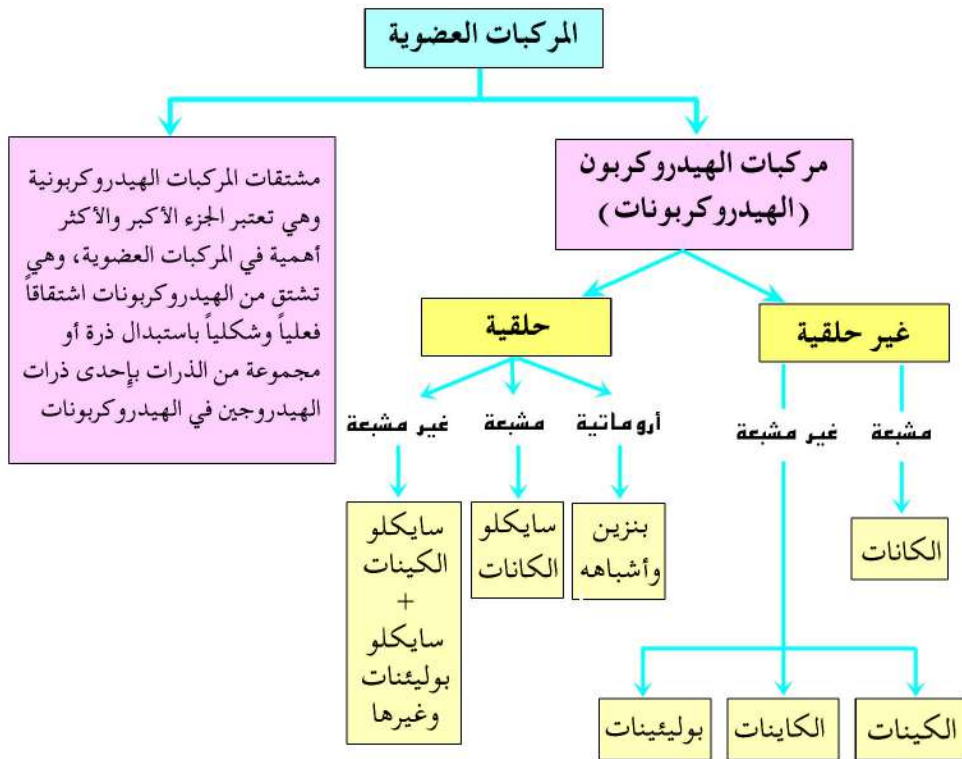 المركبات العضوية
مركبات الهيدروكربون
(الهيدروكربونات)
مشتقات المركبات الهيدروكربونية
وهي تعتبر الجزء الأكبر والأكثر
أهمية في المركبات العضوية، وهي
تشتق من الهيدروكربونات اشتقاقاً
فعلياً وشكلياً باستبدال ذرة أو
مجموعة من الذرات بإحدى ذرات
الهيدروجين في الهيدروكربونات
غير حلقية
حلقية
مشبعة
غير مشبعة
أروماتية
مشبعة
غير مشبعة
الكانات
بنزين
وأشباهه
سايكلو
الكانات
سايكلو
الكينات
+
سايكلو
بوليئنات
وغيرها
الكينات
الكاينات
بوليئينات